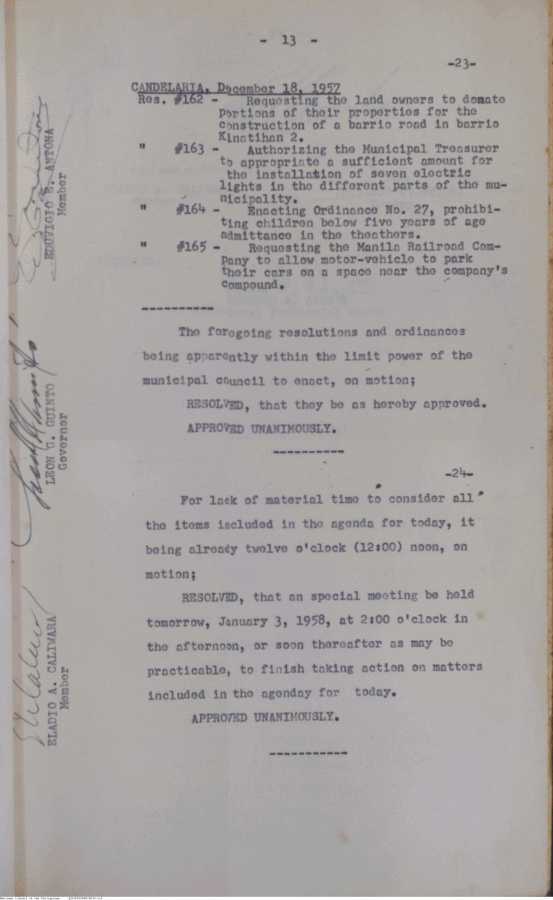 - 13 -
-23-
CANDELARIA, December 18, 1957
Res. #162 - Requesting the land owners to donate
Portions of their properties for the
construction of a barrio road in barrio
Kinatihan 2.
" #163 - Authorizing the Municipal Treasurer
to appropriate a sufficient amount for
the installation of seven electric
lights in the different parts of the mu-
nicipality.
" #164 - Enacting Ordinance No. 27, prohibi-
ting children below five years of age
admittance in the theathers.
" #165 - Requesting the Manila Railroad Com-
Pany to allow motor-vehicle to park
their cars on a space near the company's
compound.
----------
The foregoing resolutions and ordinances
being apparently within the limit power of the
municipal council to enact, on motion;
RESOLVED, that they be as hereby approved.
APPROVED UNANIMOUSLY.
----------
-24-
For lack of material time to consider all
the items included in the agenda for today, it
being already twelve o'clock (12:00) noon, on
motion;
RESOLVED, that an special meeting be held
tomorrow, January 3, 1958, at 2:00 o'clock in
the afternoon, or soon thereafter as may be
practicable, to finish taking action on matters
included in the agenday for today.
APPROVED UNANIMOUSLY.
-----------
Member
LEON G. GUINTO
Governor
ELADIO A. CALIWARA
Member